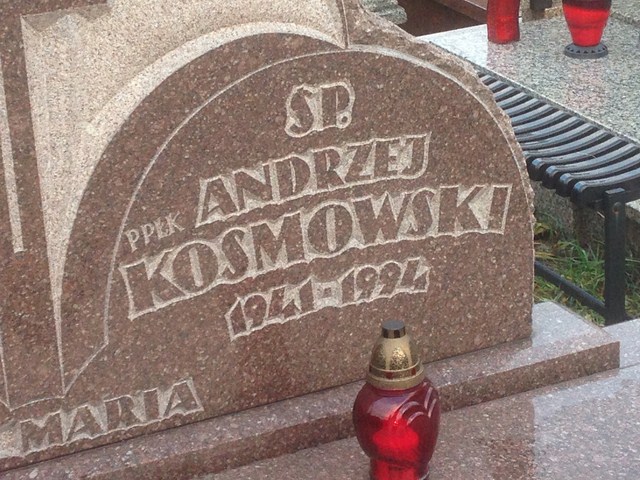 ŚP.
ANDRZEJ
PPŁK
KOSMOWSKI
1941-1994
MARIA